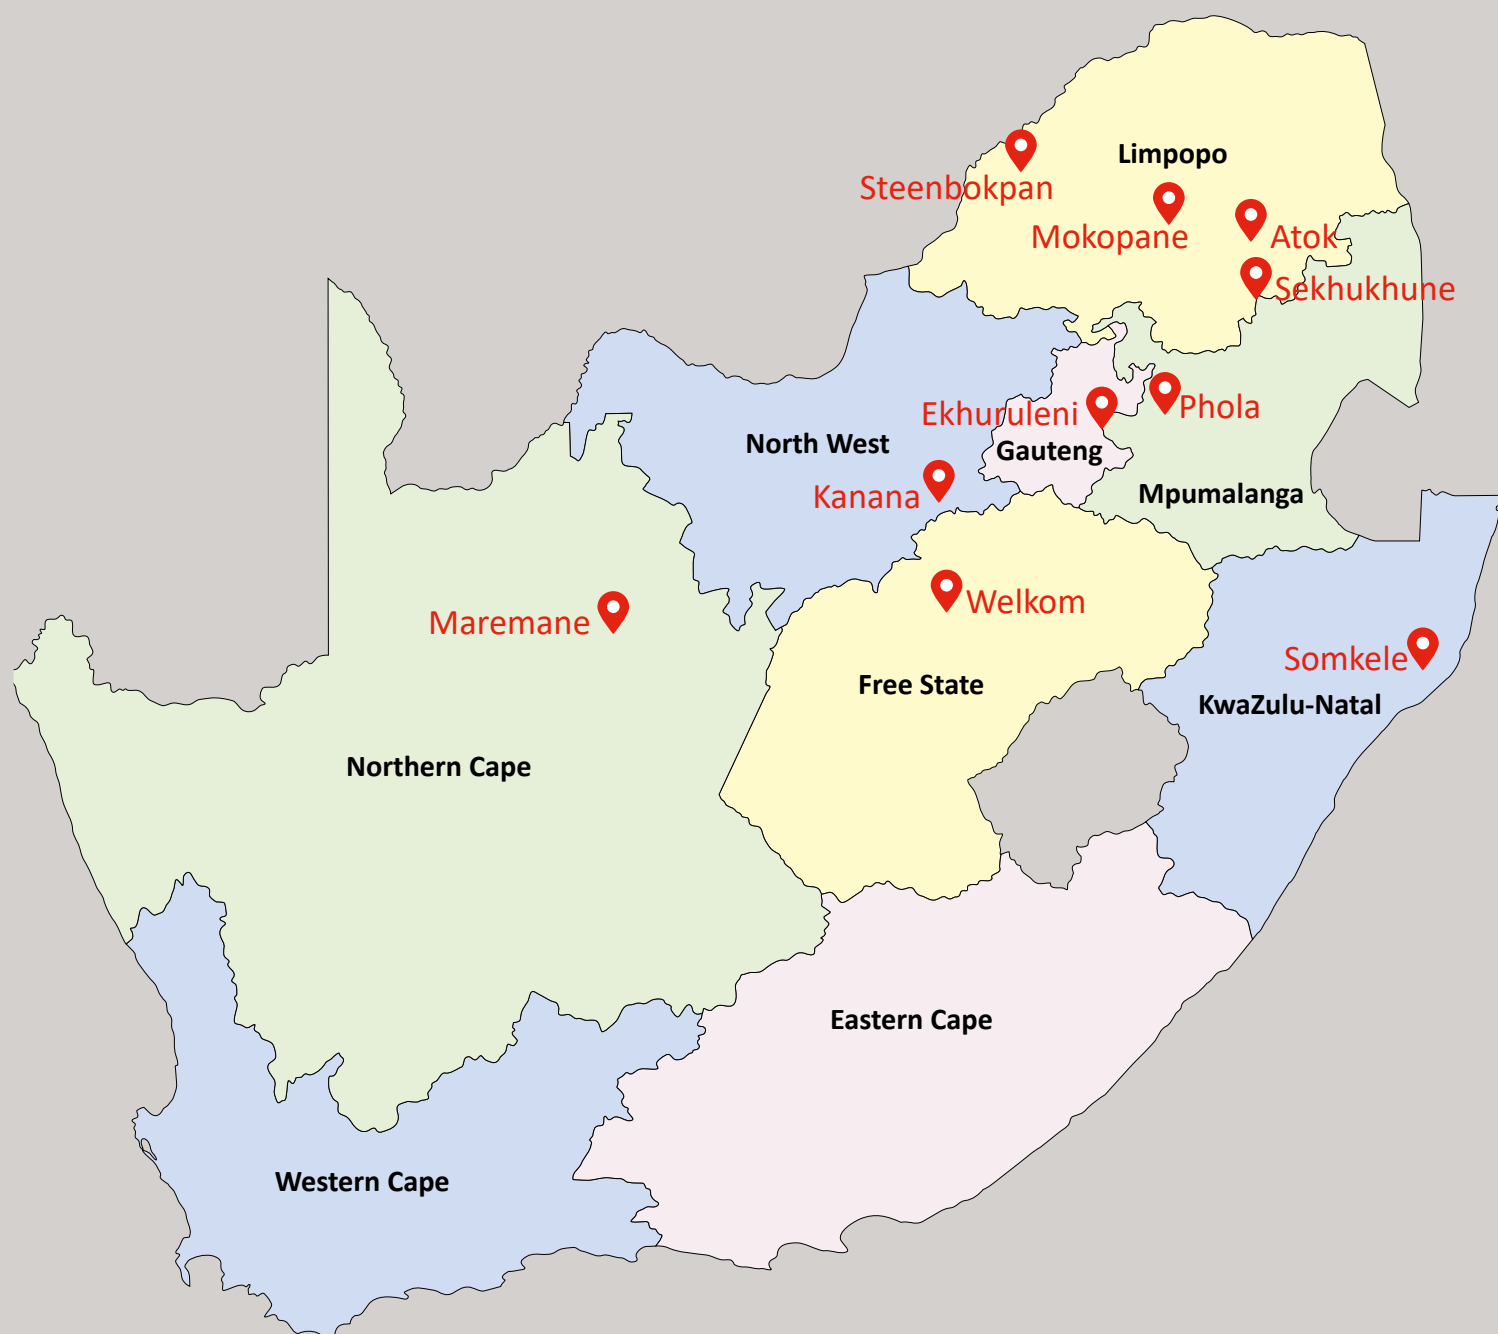 Limpopo
Steenbokpan
Mokopane
Atok
Sekhukhune
Ekhuruleni
Phola
North West
Gauteng
Kanana
Mpumalanga
Welkom
Maremane
Somkele
Free State
KwaZulu-Natal
Northern Cape
Eastern Cape
Western Cape